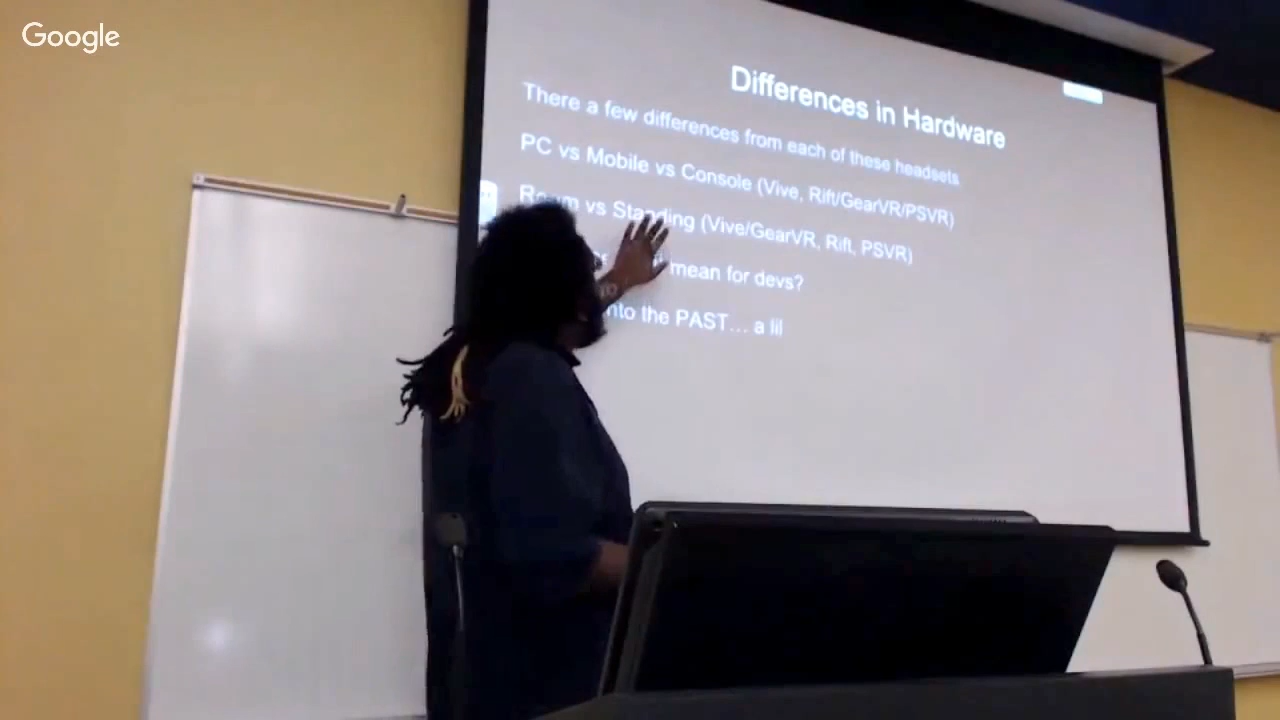 Google
Differences in Hardware
There a few differences from each of these headsets
PC vs Mobile vs Console (Vive, Rift/GearVR/PSVR)
vs Standing (Vive/GearVR, Rift, PSVR)
mean for devs?
the PAST... a lil